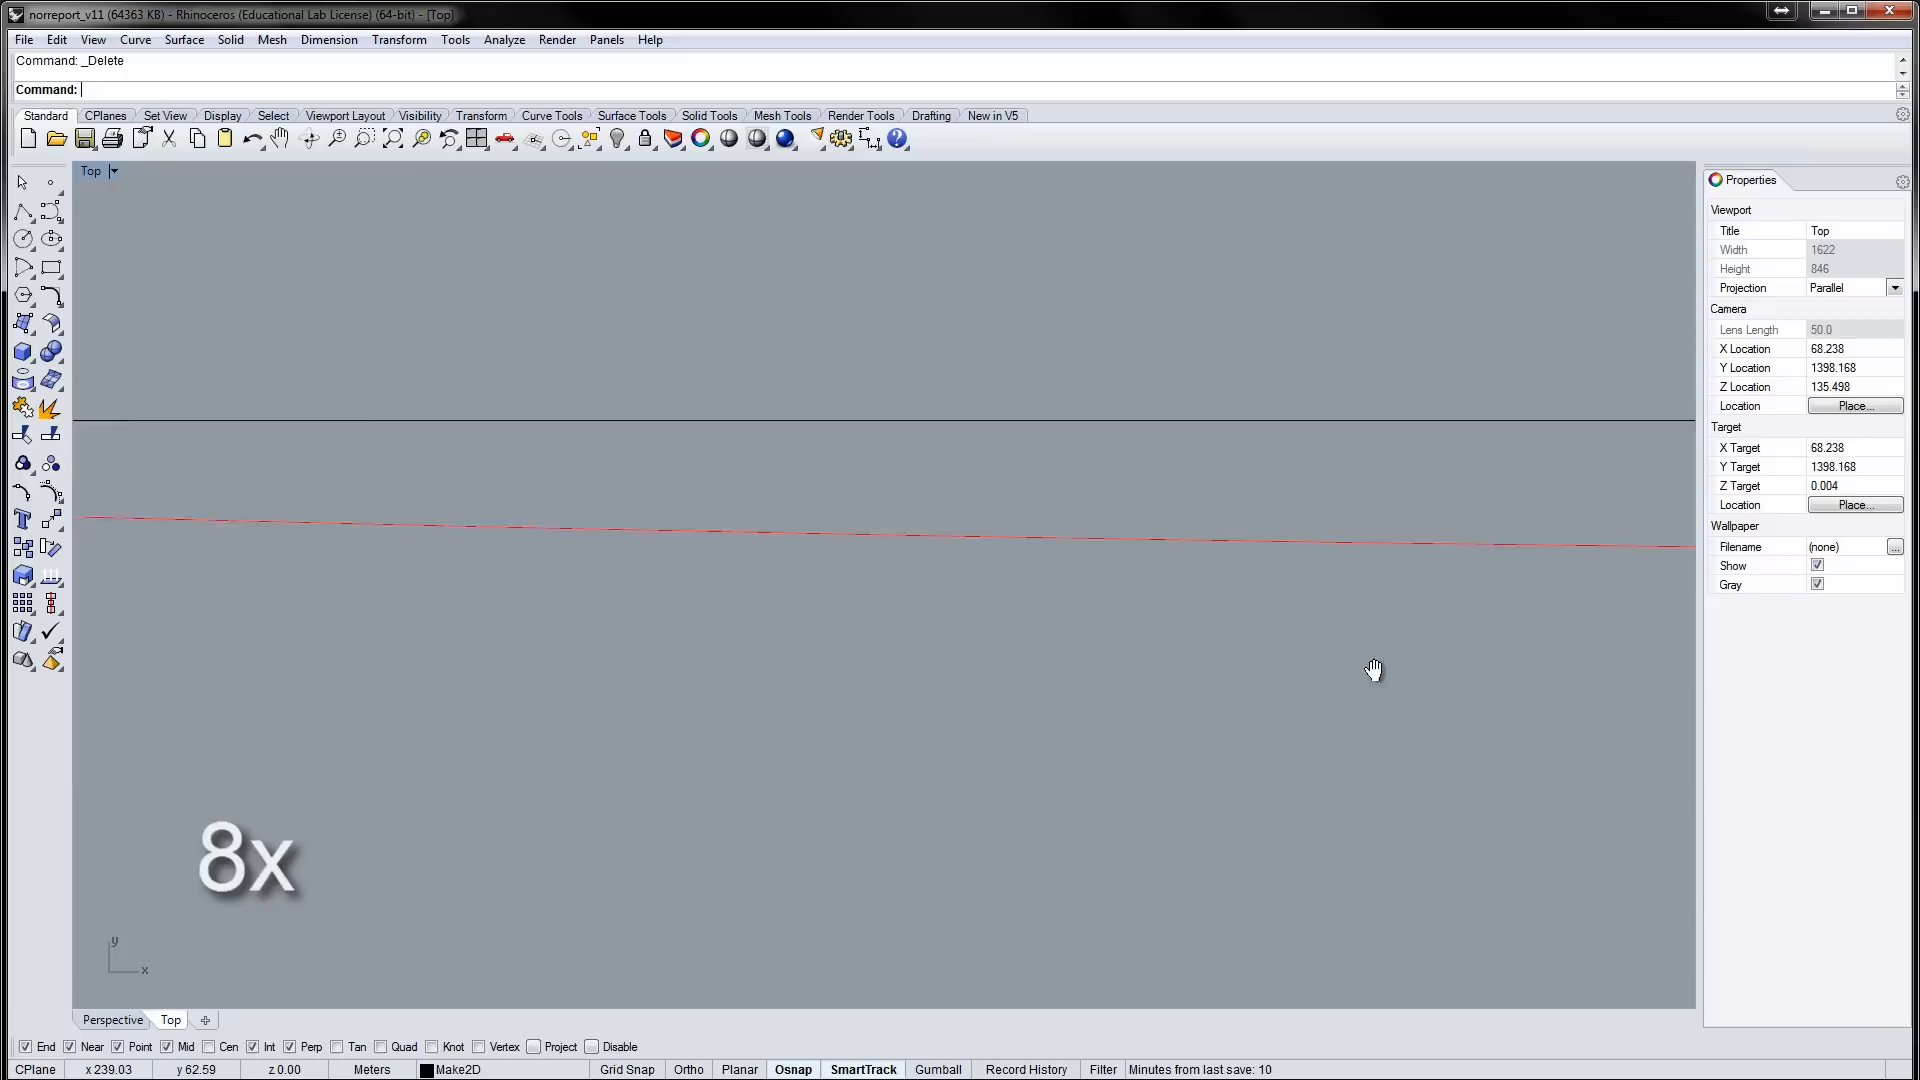 norreport_v11 (64363 KB) - Rhinoceros (Educational Lab License) (64-bit) - [Top]
File Edit View Curve Surface Solid Mesh Dimension Transform Tools Analyze Render Panels Help
Command: _Delete
Command:
Standard CPlanes Set View Display Select Viewport Layout Visibility Transform Curve Tools Surface Tools Solid Tools Mesh Tools Render Tools Drafting New in V5
Top
Properties
Viewport
Title Top
Width 1622
Height 846
Projection Parallel
Camera
Lens Length 50.0
X Location 68.238
Y Location 1398.168
Z Location 135.498
Location Place...
Target
X Target 68.238
Y Target 1398.168
Z Target 0.004
Location Place...
Wallpaper
Filename (none) ...
Show
Gray
8x
y
x
Perspective Top
End Near Point Mid Cen Int Perp Tan Quad Knot Vertex Project Disable
CPlane x 239.03 y 62.59 z 0.00 Meters Make2D Grid Snap Ortho Planar Osnap SmartTrack Gumball Record History Filter Minutes from last save: 10